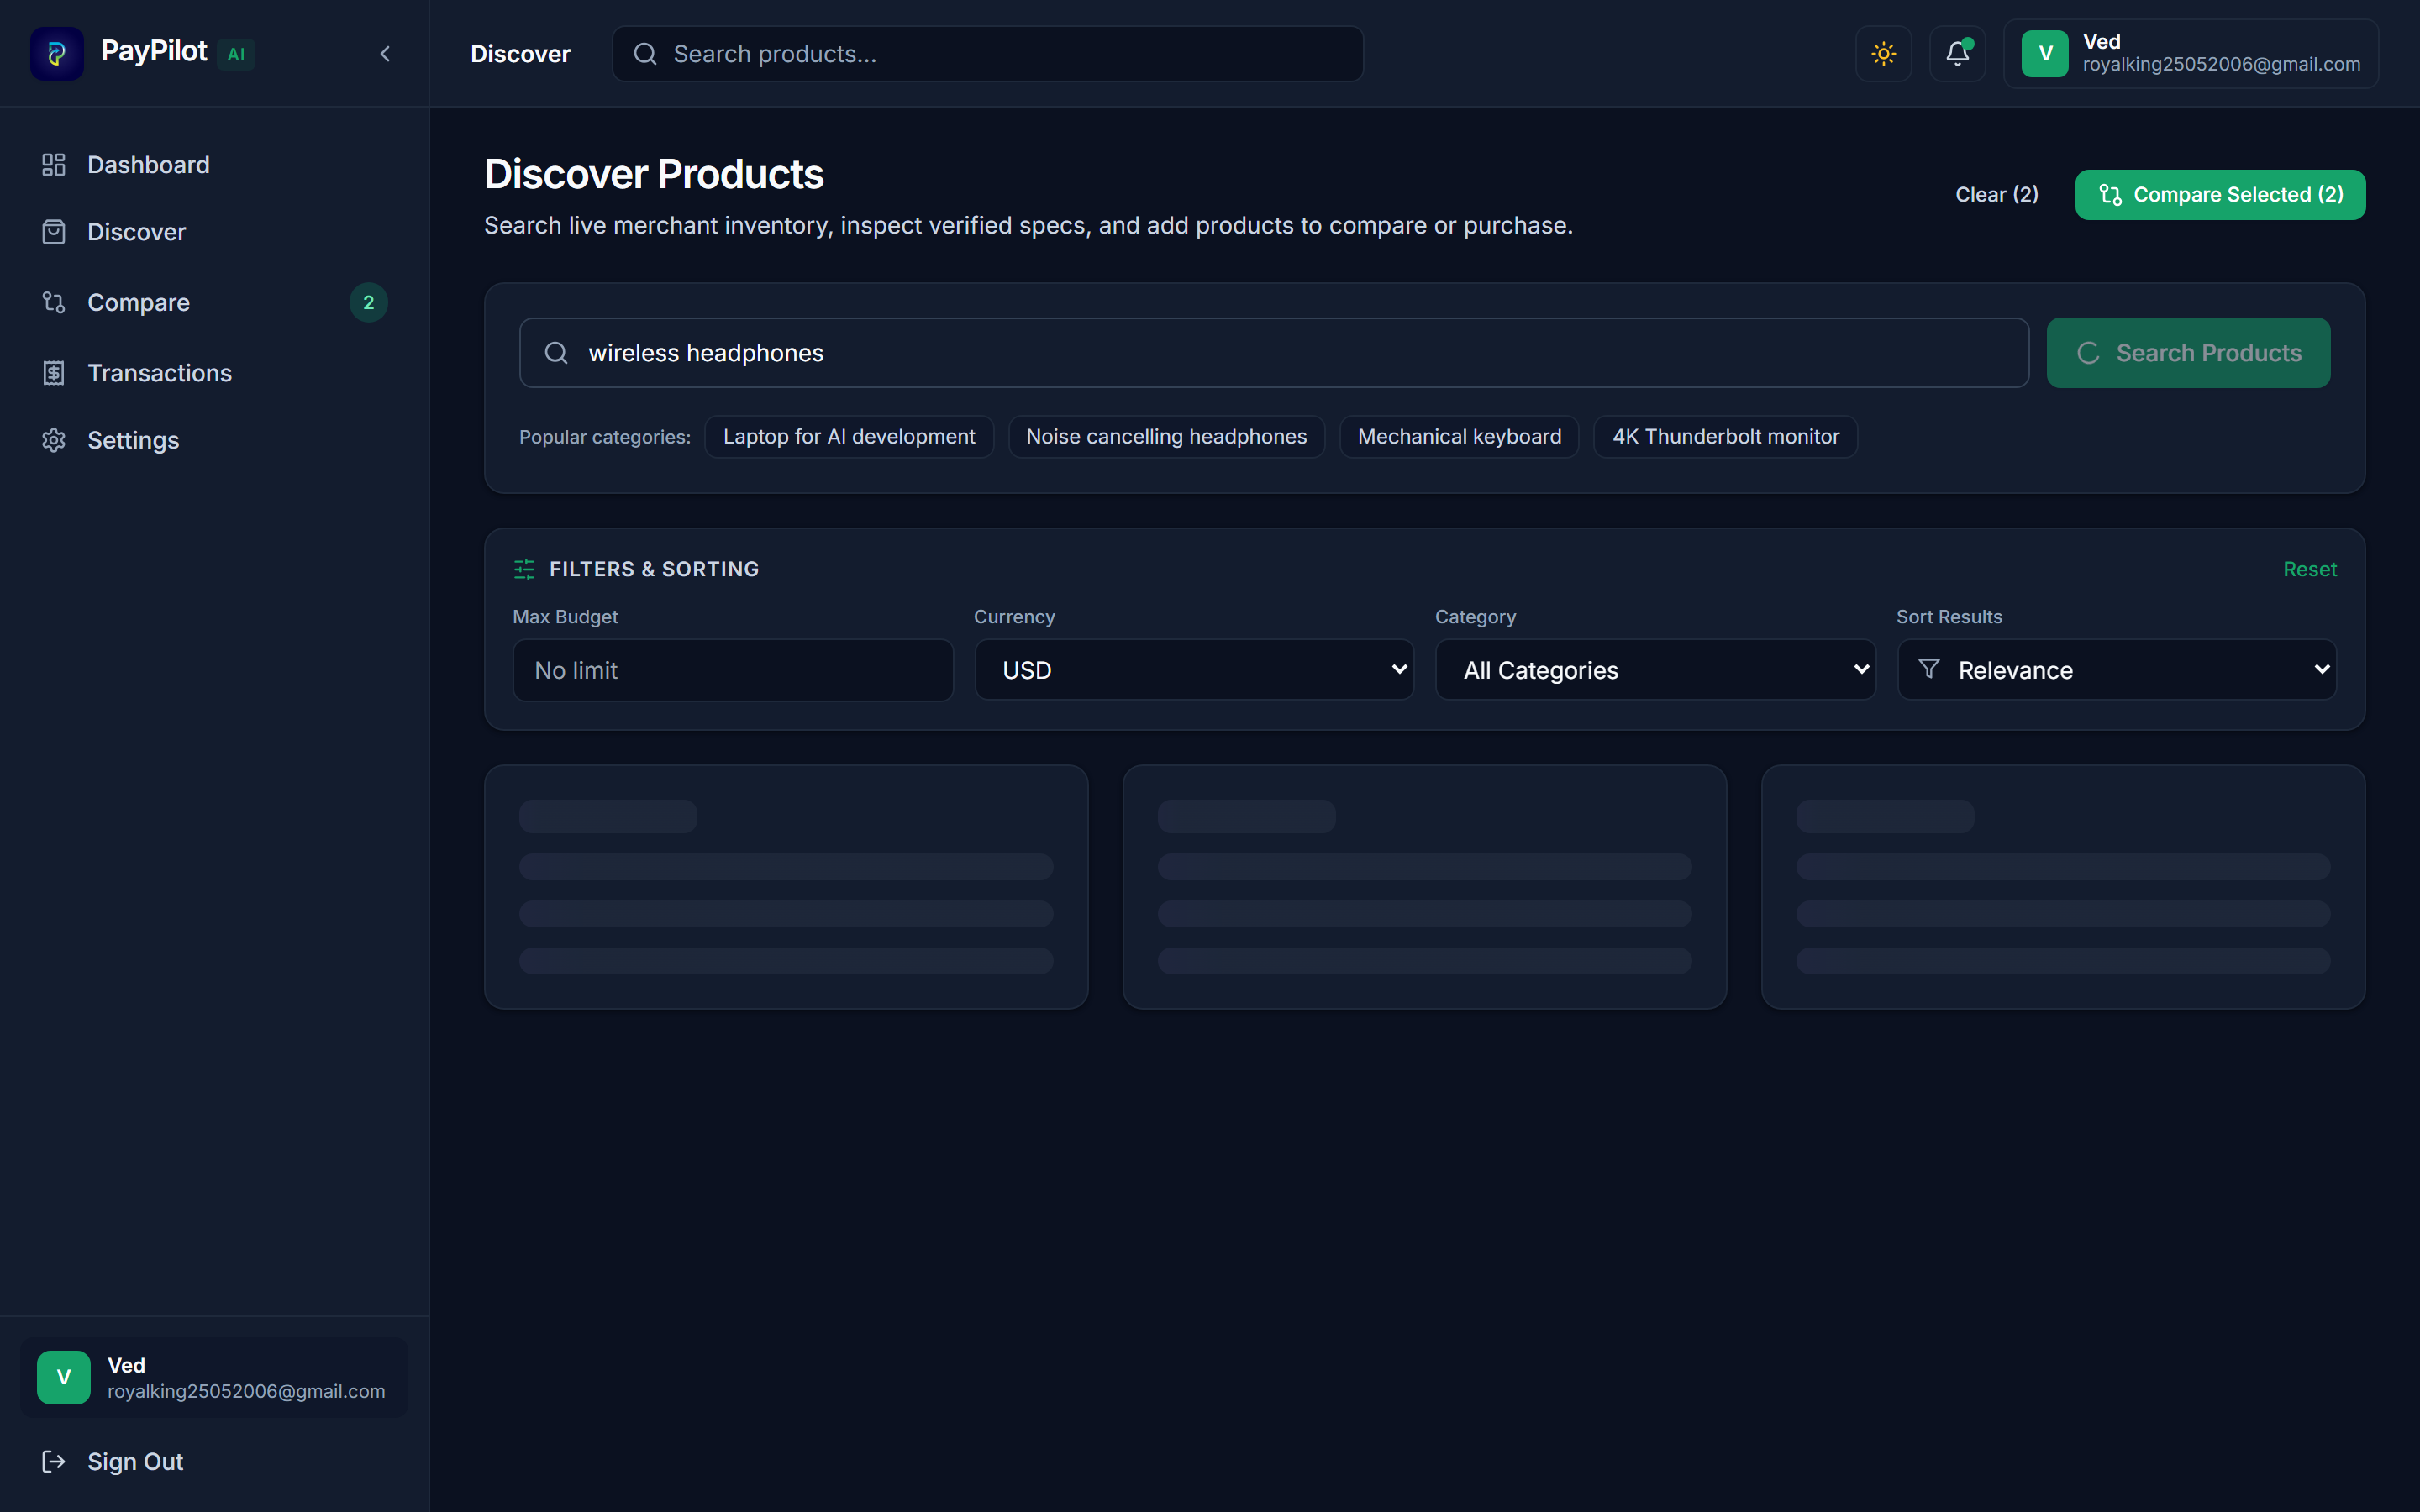 PayPilot AI
Dashboard
Discover
Compare 2
Transactions
Settings
Ved
royalking25052006@gmail.com
Sign Out
Discover
Search products...
V
Ved
royalking25052006@gmail.com
Discover Products
Search live merchant inventory, inspect verified specs, and add products to compare or purchase.
Clear (2)
Compare Selected (2)
wireless headphones
Search Products
Popular categories: Laptop for AI development Noise cancelling headphones Mechanical keyboard 4K Thunderbolt monitor
FILTERS & SORTING
Reset
Max Budget Currency Category Sort Results
No limit USD All Categories Relevance
V